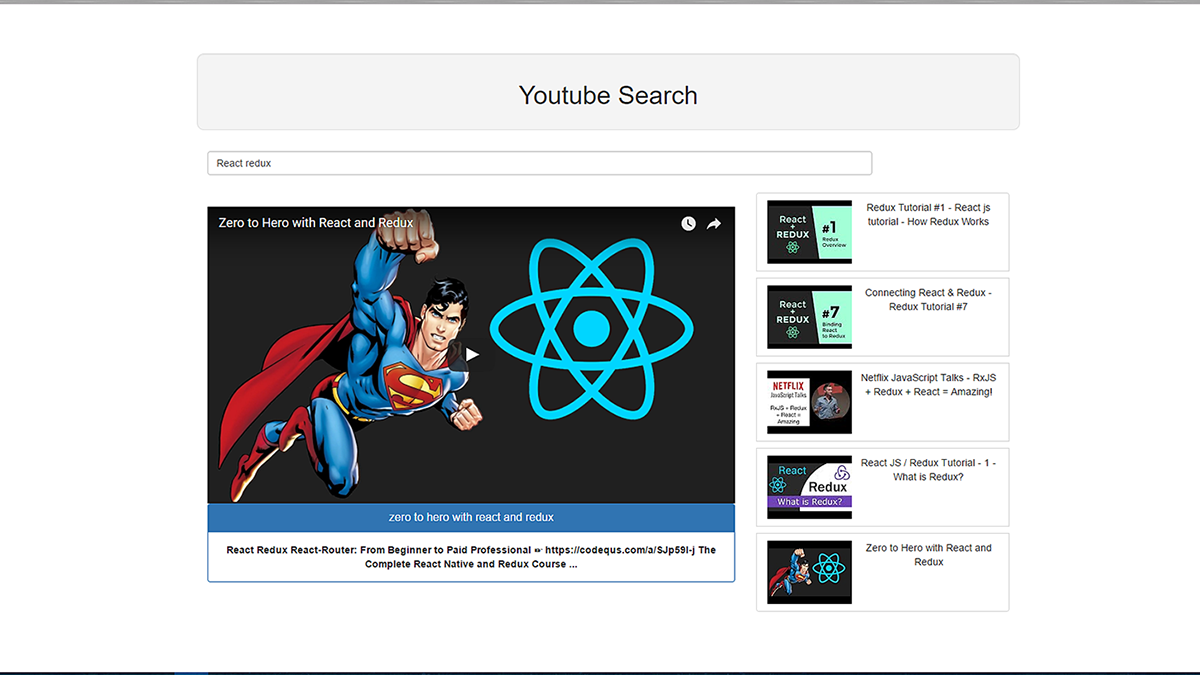 Youtube Search
React redux
Zero to Hero with React and Redux
S
zero to hero with react and redux
React Redux React-Router: From Beginner to Paid Professional ✏ https://codequs.com/a/SJp59l-j The
Complete React Native and Redux Course ...
React
+
REDUX
#1
Redux
Overview
Redux Tutorial #1 - React js
tutorial - How Redux Works
React
+
REDUX
#7
Binding
React
to Redux
Connecting React & Redux -
Redux Tutorial #7
NETFLIX
JavaScript Talks
RxJS + Redux
+ React =
Amazing
Netflix JavaScript Talks - RxJS
+ Redux + React = Amazing!
React
Redux
What is Redux?
React JS / Redux Tutorial - 1 -
What is Redux?
Zero to Hero with React and
Redux